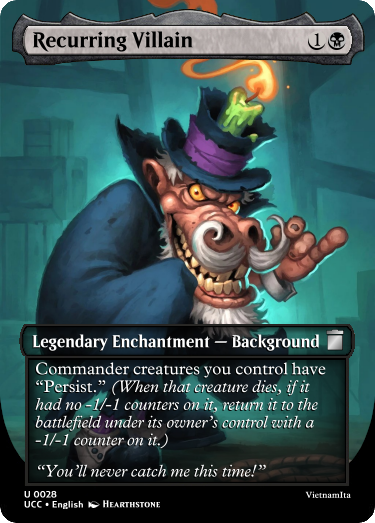 Recurring Villain 1
Legendary Enchantment — Background
Commander creatures you control have
“Persist.” (When that creature dies, if it
had no -1/-1 counters on it, return it to the
battlefield under its owner’s control with a
-1/-1 counter on it.)
“You’ll never catch me this time!”
U 0028
UCC • English HEARTHSTONE
VietnamIta